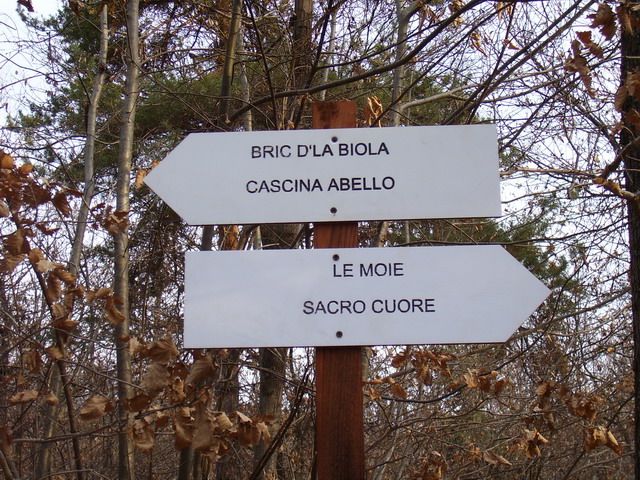 BRIC D'LA BIOLA
CASCINA ABELLO
LE MOIE
SACRO CUORE